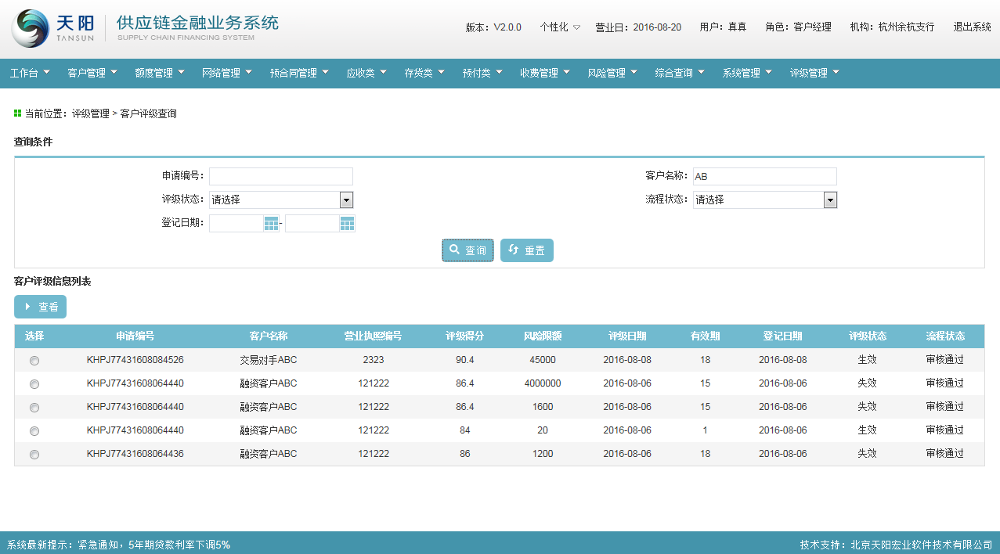 天阳 TANSUN 供应链金融业务系统 SUPPLY CHAIN FINANCING SYSTEM
版本：V2.0.0 个性化 营业日：2016-08-20 用户：真真 角色：客户经理 机构：杭州余杭支行 退出系统
工作台 客户管理 额度管理 网络管理 预合同管理 应收类 存货类 预付类 收费管理 风险管理 综合查询 系统管理 评级管理
当前位置：评级管理 > 客户评级查询
查询条件
申请编号： 客户名称：AB
评级状态：请选择 流程状态：请选择
登记日期： -
查询 重置
客户评级信息列表
查看
选择 申请编号 客户名称 营业执照编号 评级得分 风险限额 评级日期 有效期 登记日期 评级状态 流程状态
KHPJ77431608084526 交易对手ABC 2323 90.4 45000 2016-08-08 18 2016-08-08 生效 审核通过
KHPJ77431608064440 融资客户ABC 121222 86.4 4000000 2016-08-06 15 2016-08-06 失效 审核通过
KHPJ77431608064440 融资客户ABC 121222 86.4 1600 2016-08-06 15 2016-08-06 失效 审核通过
KHPJ77431608064440 融资客户ABC 121222 84 20 2016-08-06 1 2016-08-06 生效 审核通过
KHPJ77431608064436 融资客户ABC 121222 86 1200 2016-08-06 18 2016-08-06 失效 审核通过
系统最新提示：紧急通知，5年期贷款利率下调5% 技术支持：北京天阳宏业软件技术有限公司